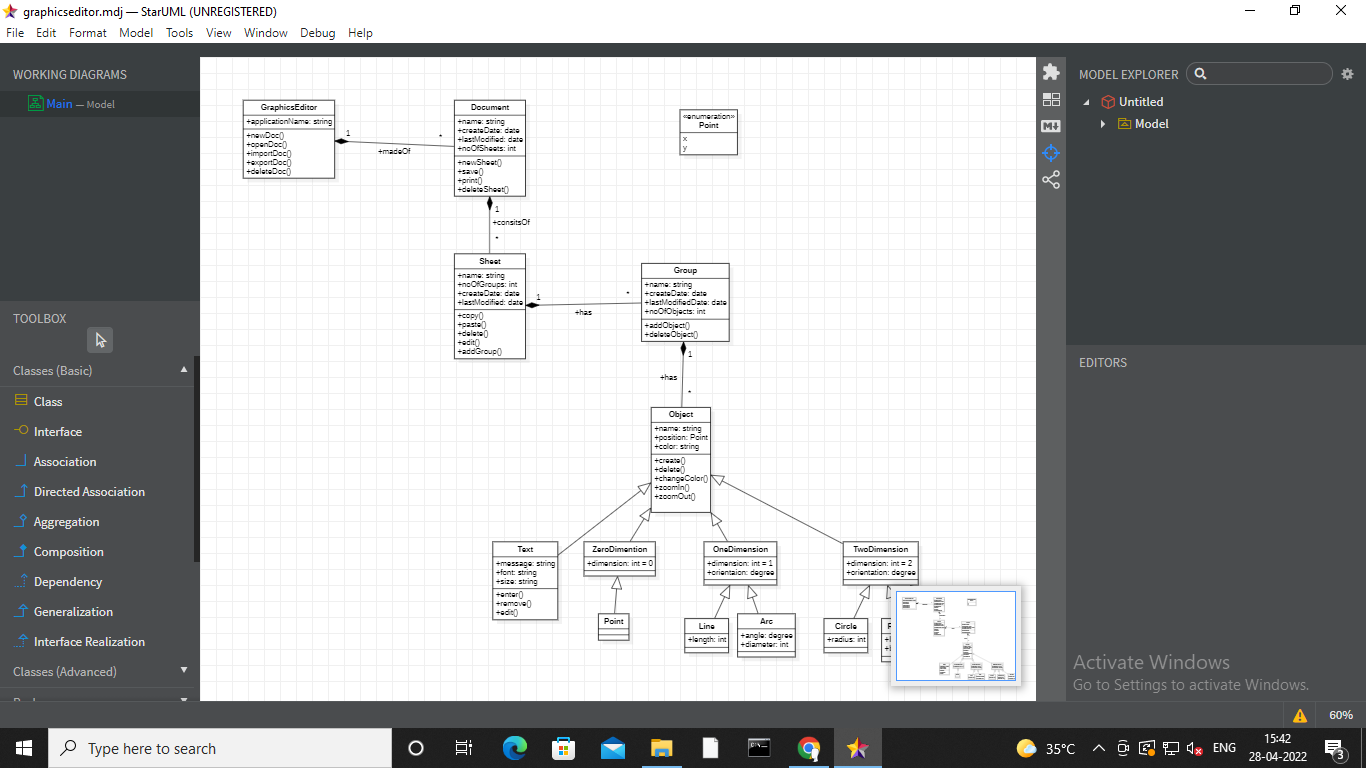 graphicseditor.mdj — StarUML (UNREGISTERED)
File Edit Format Model Tools View Window Debug Help
WORKING DIAGRAMS
Main — Model
TOOLBOX
Classes (Basic)
Class
Interface
Association
Directed Association
Aggregation
Composition
Dependency
Generalization
Interface Realization
Classes (Advanced)
GraphicsEditor
+applicationName: string
+newDoc()
+openDoc()
+importDoc()
+exportDoc()
+deleteDoc()
1
*
+madeOf
Document
+name: string
+createDate: date
+lastModified: date
+noOfSheets: int
+newSheet()
+save()
+print()
+deleteSheet()
«enumeration»
Point
x
y
1
+consitsOf
*
Sheet
+name: string
+noOfGroups: int
+createDate: date
+lastModified: date
+copy()
+paste()
+delete()
+edit()
+addGroup()
1
*
+has
Group
+name: string
+createDate: date
+lastModifiedDate: date
+noOfObjects: int
+addObject()
+deleteObject()
1
+has
*
Object
+name: string
+position: Point
+color: string
+create()
+delete()
+changeColor()
+zoomIn()
+zoomOut()
Text
+message: string
+font: string
+size: string
+enter()
+remove()
+edit()
ZeroDimention
+dimension: int = 0
OneDimension
+dimension: int = 1
+orientaion: degree
TwoDimension
+dimension: int = 2
+orientation: degree
Point
Line
+length: int
Arc
+angle: degree
+diameter: int
Circle
+radius: int
MODEL EXPLORER
Untitled
Model
EDITORS
Activate Windows
Go to Settings to activate Windows.
60%
Type here to search
35°C
ENG
15:42
28-04-2022
3